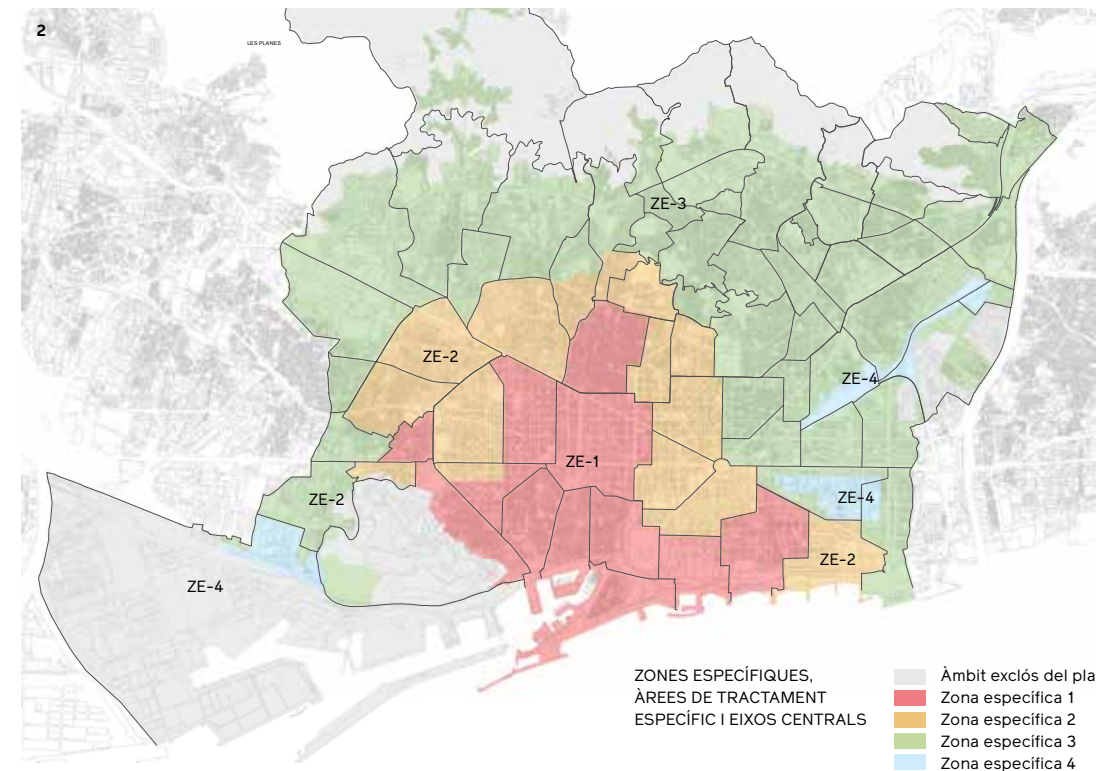 2
LES PLANES
ZE-3
ZE-2
ZE-4
ZE-1
ZE-2
ZE-4
ZE-2
ZE-4
ZONES ESPECÍFIQUES,
ÀREES DE TRACTAMENT
ESPECÍFIC I EIXOS CENTRALS
Àmbit exclós del pla
Zona específica 1
Zona específica 2
Zona específica 3
Zona específica 4